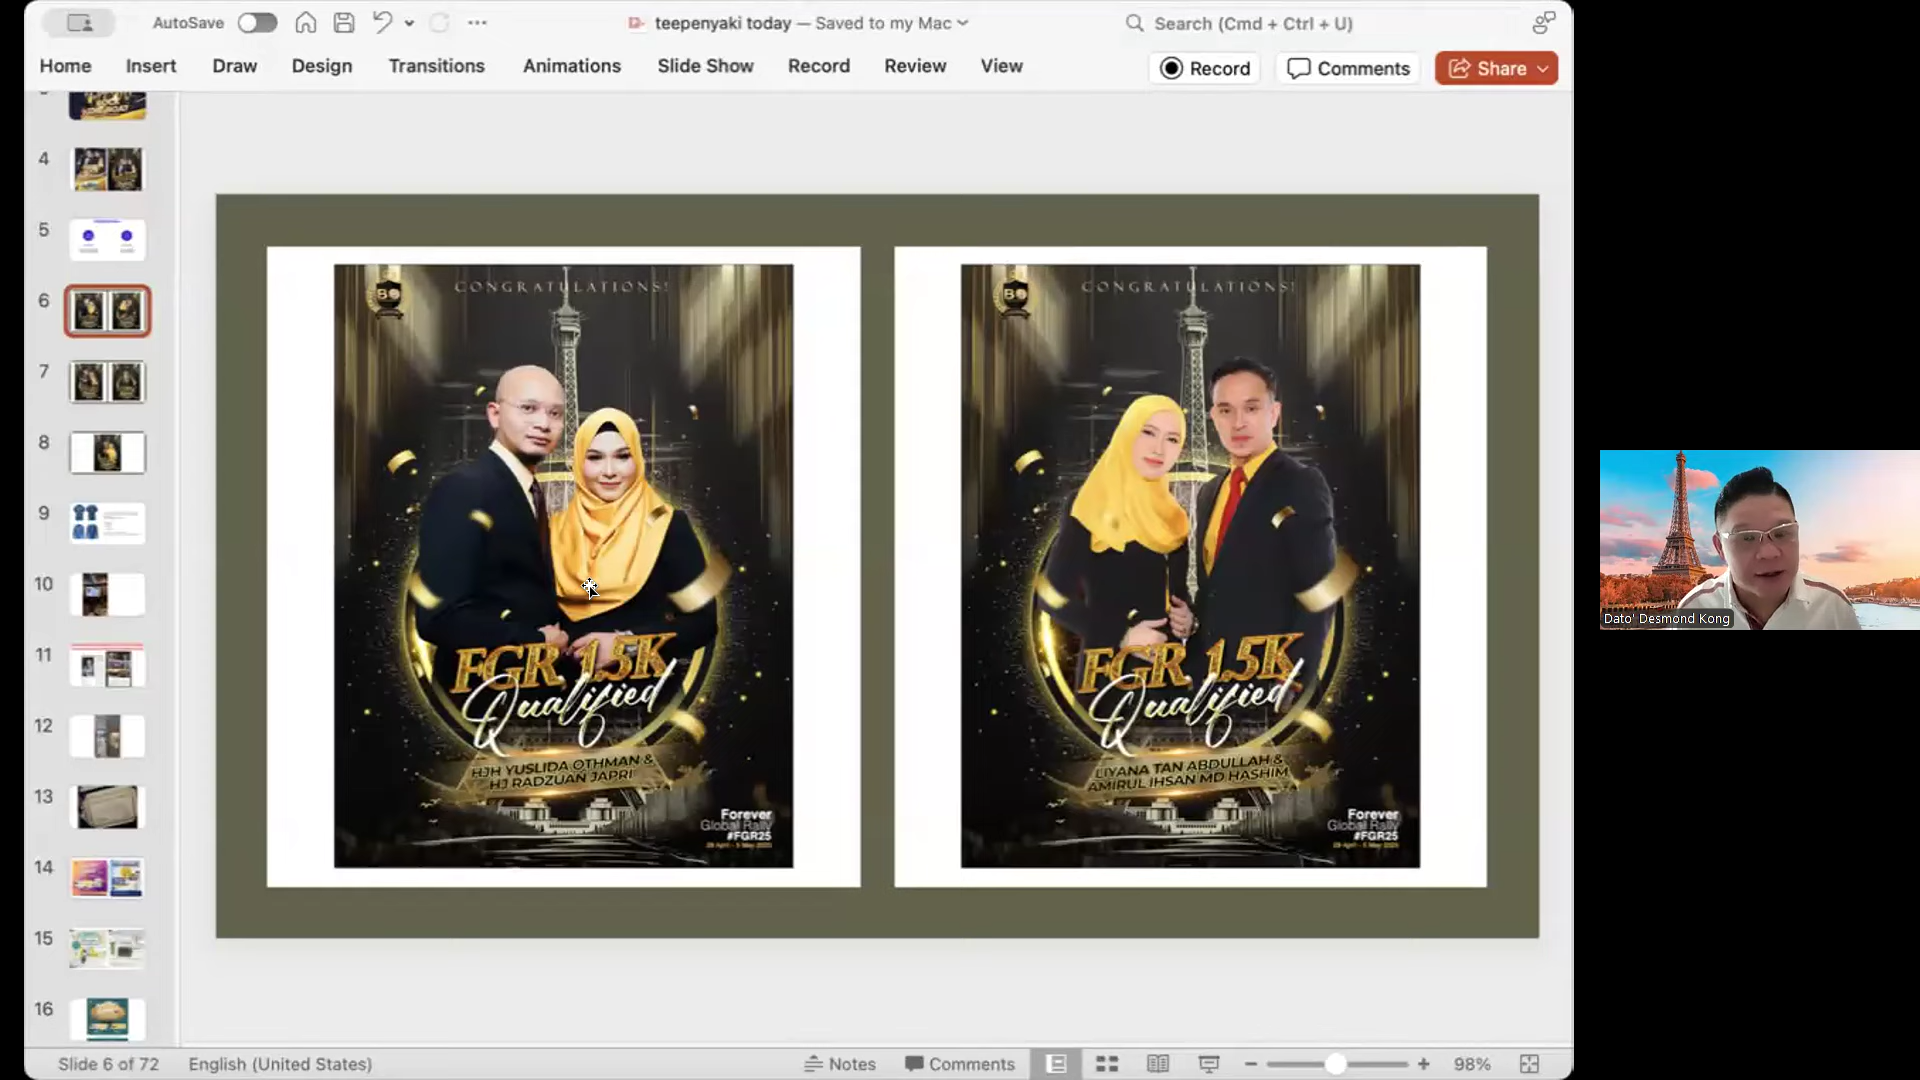 AutoSave
teepenyaki today — Saved to my Mac
Search (Cmd + Ctrl + U)
Home
Insert
Draw
Design
Transitions
Animations
Slide Show
Record
Review
View
Record
Comments
Share
4
5
6
7
8
9
10
11
12
13
14
15
16
CONGRATULATIONS!
BO
FGR 1.5K
Qualified
HJH YUSLIDA OTHMAN &
HJ RADZUAN JAPRI
Forever
Global Rally
#FGR25
CONGRATULATIONS!
BO
FGR 1.5K
Qualified
LIYANA TAN ABDULLAH &
AMIRUL IHSAN MD HASHIM
Forever
Global Rally
#FGR25
Dato' Desmond Kong
Slide 6 of 72
English (United States)
Notes
Comments
98%